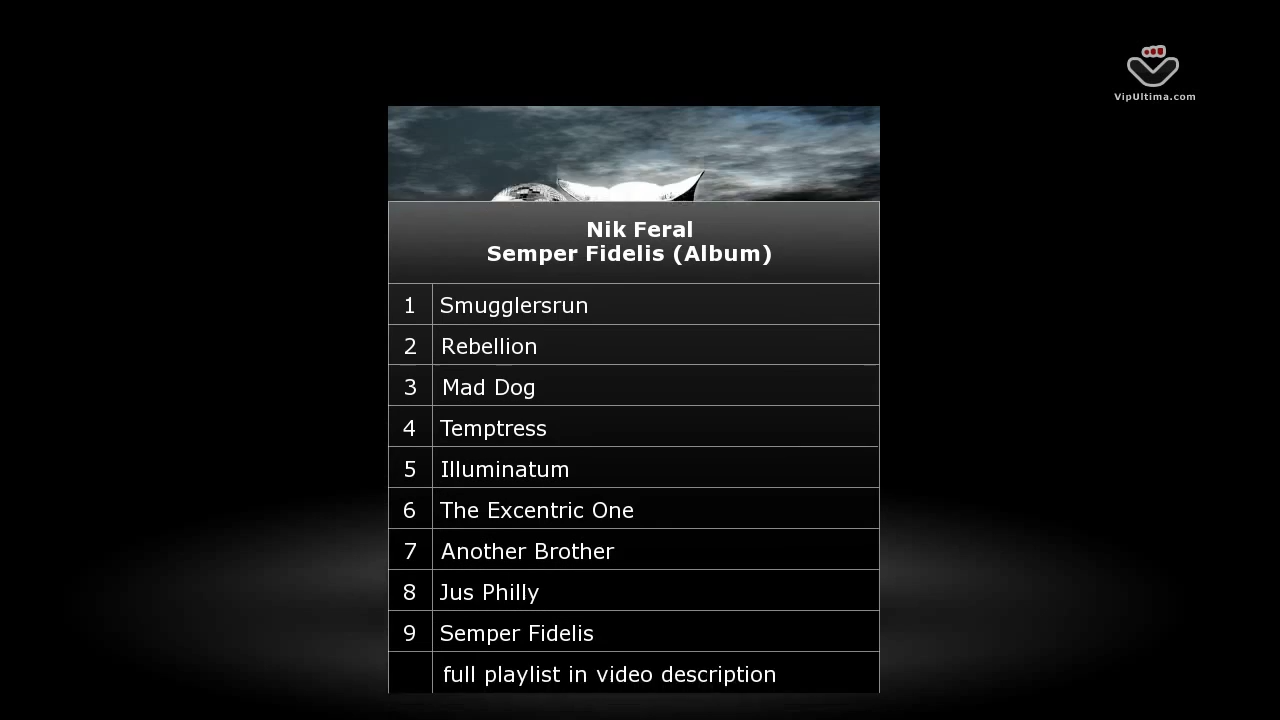 VipUltima.com
Nik Feral
Semper Fidelis (Album)
1 Smugglersrun
2 Rebellion
3 Mad Dog
4 Temptress
5 Illuminatum
6 The Excentric One
7 Another Brother
8 Jus Philly
9 Semper Fidelis
full playlist in video description